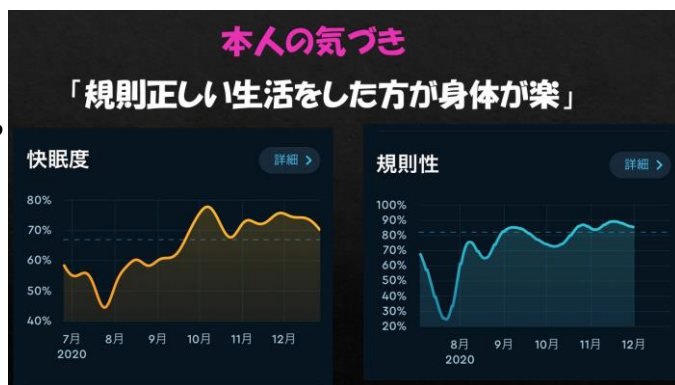 本人の気づき
「規則正しい生活をした方が身体が楽」
快眠度
詳細 >
80%
70%
60%
50%
40%
7月 8月 9月 10月 11月 12月
2020
規則性
詳細 >
100%
90%
80%
70%
60%
50%
40%
30%
20%
8月 9月 10月 11月 12月
2020